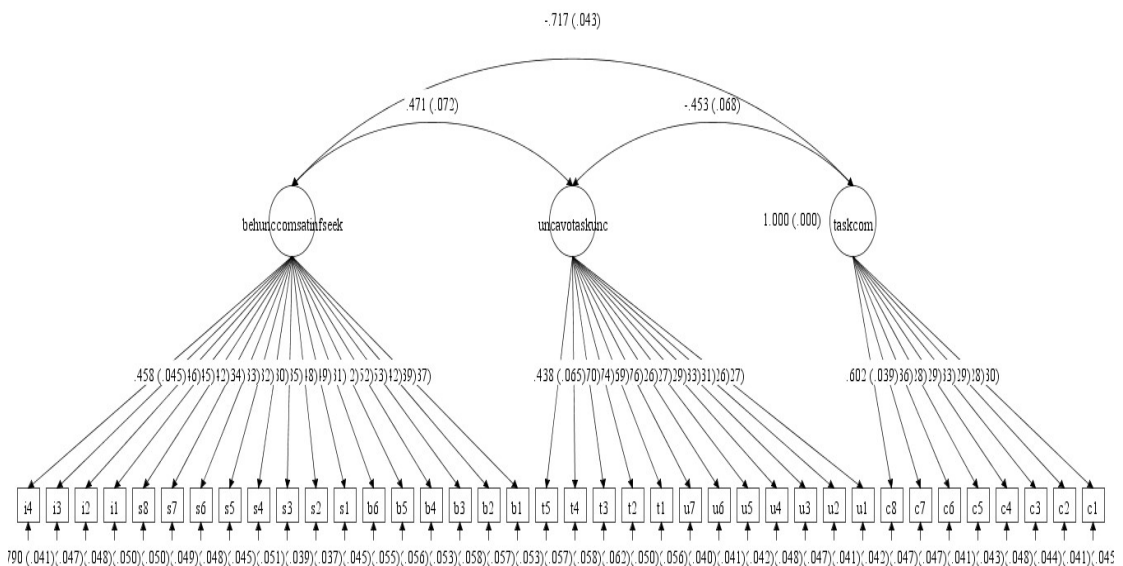 -.717 (.043)
.471 (.072) -.453 (.068)
behunccomsatinfseek uncavotaskunc 1.000 (.000) taskcom
.458 (.045) .438 (.065) .602 (.039)
i4 i3 i2 i1 s8 s7 s6 s5 s4 s3 s2 s1 b6 b5 b4 b3 b2 b1 t5 t4 t3 t2 t1 u7 u6 u5 u4 u3 u2 u1 c8 c7 c6 c5 c4 c3 c2 c1
790 (.041)(.047)(.048)(.050)(.050)(.049)(.048)(.045)(.051)(.039)(.037)(.045)(.055)(.056)(.053)(.058)(.057)(.053)(.057)(.058)(.062)(.050)(.056)(.040)(.041)(.042)(.048)(.047)(.041)(.042)(.047)(.047)(.041)(.043)(.048)(.044)(.041)(.045